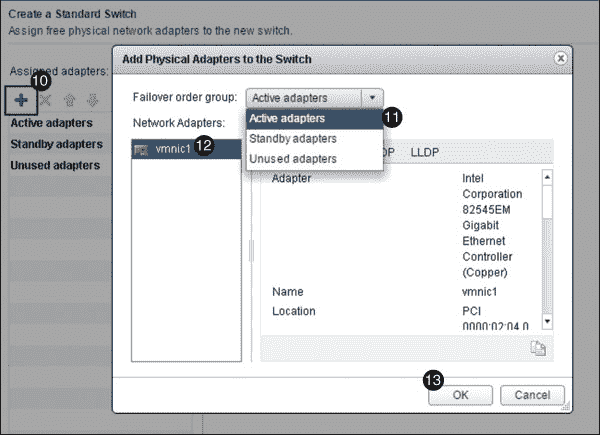 Create a Standard Switch
Assign free physical network adapters to the new switch.
Assigned adapters:
10
Active adapters
Standby adapters
Unused adapters
Add Physical Adapters to the Switch
Failover order group: Active adapters
11
Active adapters
Standby adapters
Unused adapters
Network Adapters:
vmnic1 12
DP LLDP
Adapter Intel
Corporation
82545EM
Gigabit
Ethernet
Controller
(Copper)
Name vmnic1
Location PCI
0000:02:04.0
13
OK Cancel